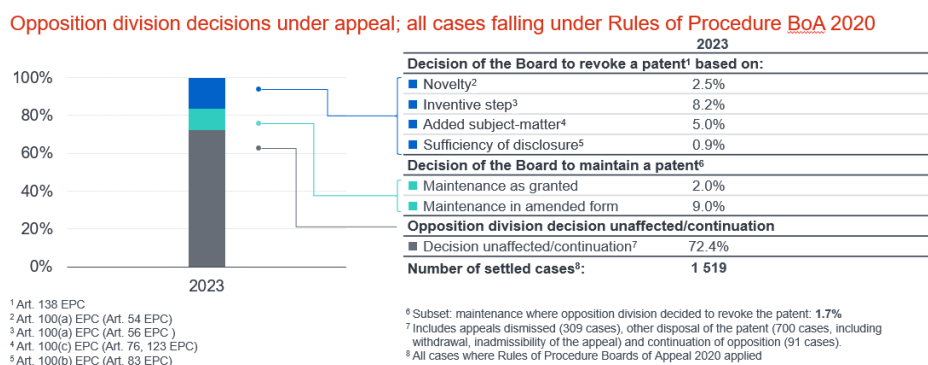 Opposition division decisions under appeal; all cases falling under Rules of Procedure BoA 2020
2023
Decision of the Board to revoke a patent¹ based on:
Novelty² 2.5%
Inventive step³ 8.2%
Added subject-matter⁴ 5.0%
Sufficiency of disclosure⁵ 0.9%
Decision of the Board to maintain a patent⁶
Maintenance as granted 2.0%
Maintenance in amended form 9.0%
Opposition division decision unaffected/continuation
Decision unaffected/continuation⁷ 72.4%
Number of settled cases⁸: 1 519
100%
80%
60%
40%
20%
0%
2023
¹ Art. 138 EPC
² Art. 100(a) EPC (Art. 54 EPC)
³ Art. 100(a) EPC (Art. 56 EPC )
⁴ Art. 100(c) EPC (Art. 76, 123 EPC)
⁵ Art. 100(b) EPC (Art. 83 EPC)
⁶ Subset: maintenance where opposition division decided to revoke the patent: 1.7%
⁷ Includes appeals dismissed (309 cases), other disposal of the patent (700 cases, including
withdrawal, inadmissibility of the appeal) and continuation of opposition (91 cases).
⁸ All cases where Rules of Procedure Boards of Appeal 2020 applied